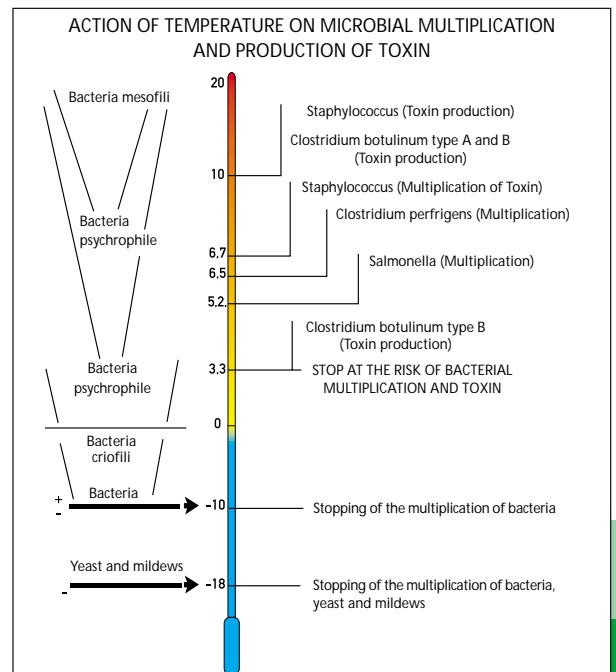 ACTION OF TEMPERATURE ON MICROBIAL MULTIPLICATION
AND PRODUCTION OF TOXIN
20
Bacteria mesofili
Staphylococcus (Toxin production)
Clostridium botulinum type A and B
(Toxin production)
10
Staphylococcus (Multiplication of Toxin)
Clostridium perfrigens (Multiplication)
Bacteria
psychrophile
6,7
6,5
Salmonella (Multiplication)
5,2,
Clostridium botulinum type B
(Toxin production)
Bacteria
psychrophile
3,3
STOP AT THE RISK OF BACTERIAL
MULTIPLICATION AND TOXIN
0
Bacteria
criofili
Bacteria
+
-
-10
Stopping of the multiplication of bacteria
Yeast and mildews
-
-18
Stopping of the multiplication of bacteria,
yeast and mildews